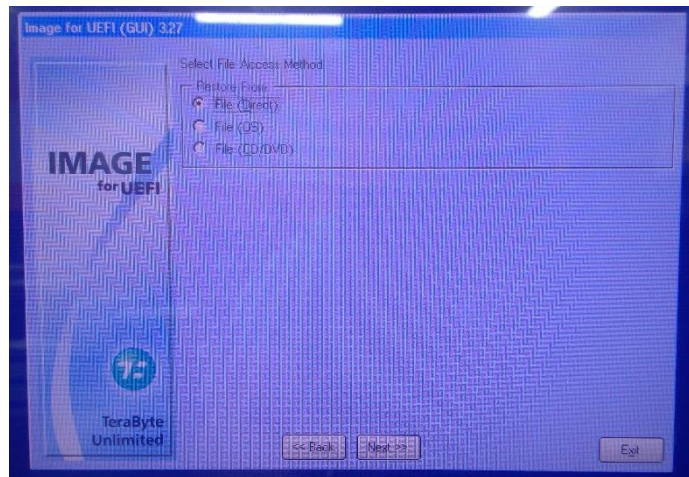 Image for UEFI (GUI) 3.27
Select File Access Method
Restore From
File (Direct)
File (OS)
File (CD/DVD)
IMAGE
for UEFI
TeraByte
Unlimited
<< Back
Next >>
Exit